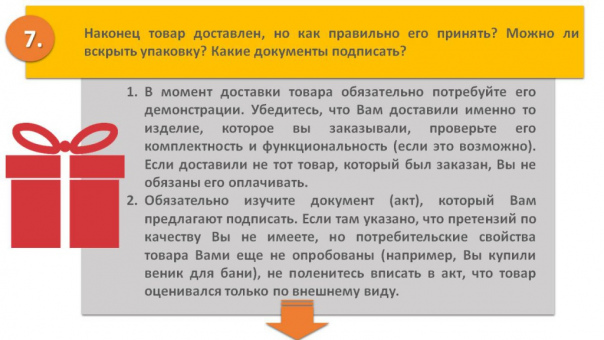 7.
Наконец товар доставлен, но как правильно его принять? Можно ли
вскрыть упаковку? Какие документы подписать?
1. В момент доставки товара обязательно потребуйте его
демонстрации. Убедитесь, что Вам доставили именно то
изделие, которое вы заказывали, проверьте его
комплектность и функциональность (если это возможно).
Если доставили не тот товар, который был заказан, Вы не
обязаны его оплачивать.
2. Обязательно изучите документ (акт), который Вам
предлагают подписать. Если там указано, что претензий по
качеству Вы не имеете, но потребительские свойства
товара Вами еще не опробованы (например, Вы купили
веник для бани), не поленитесь вписать в акт, что товар
оценивался только по внешнему виду.